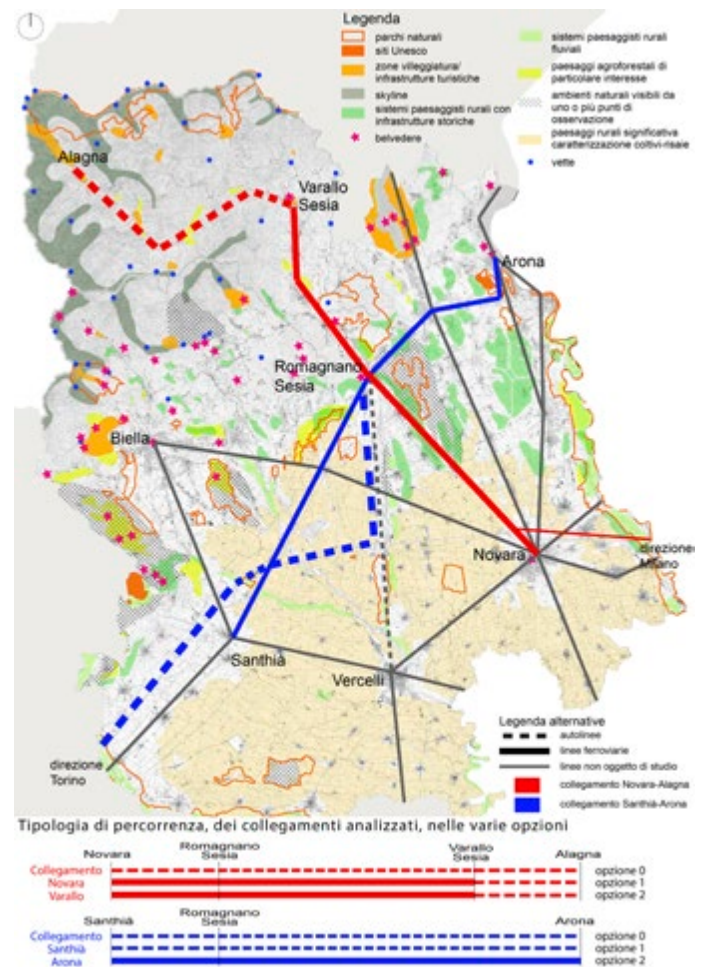 Legenda
parchi naturali
siti Unesco
zone villeggiatura/
infrastrutture turistiche
skyline
sistemi paesaggisti rurali con
infrastrutture storiche
belvedere
sistemi paesaggisti rurali
fluviali
paesaggi agroforestali di
particolare interesse
ambienti naturali visibili da
uno o più punti di
osservazione
paesaggi rurali significativa
caratterizzazione coltivi-risaie
vette
Alagna
Varallo
Sesia
Arona
Romagnano
Sesia
Biella
Novara
direzione
Milano
Santhià
Vercelli
direzione
Torino
Legenda alternative
autolinee
linee ferroviarie
linee non oggetto di studio
collegamento Novara-Alagna
collegamento Santhià-Arona
Tipologia di percorrenza, dei collegamenti analizzati, nelle varie opzioni
Novara
Romagnano
Sesia
Varallo
Sesia
Alagna
Collegamento
Novara
Varallo
opzione 0
opzione 1
opzione 2
Santhià
Romagnano
Sesia
Arona
Collegamento
Santhià
Arona
opzione 0
opzione 1
opzione 2